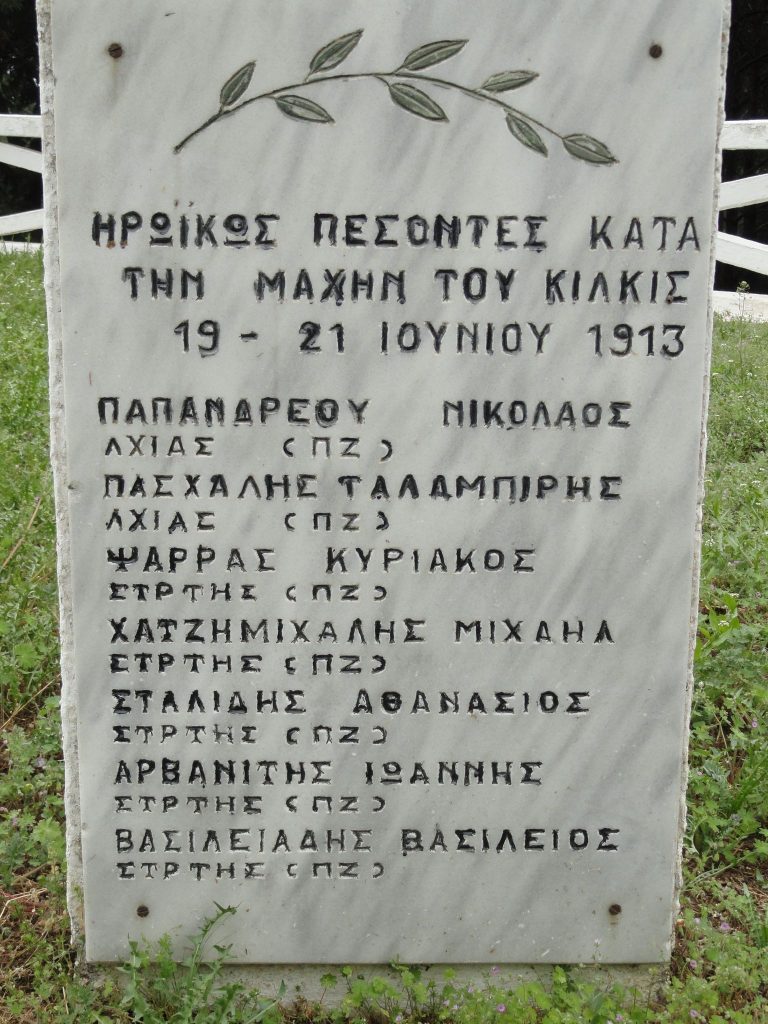 ΗΡΩΪΚΩΣ ΠΕΣΟΝΤΕΣ ΚΑΤΑ
ΤΗΝ ΜΑΧΗΝ ΤΟΥ ΚΙΛΚΙΣ
19 - 21 ΙΟΥΝΙΟΥ 1913
ΠΑΠΑΝΔΡΕΟΥ ΝΙΚΟΛΑΟΣ
ΛΧΙΑΣ (ΠΖ)
ΠΑΣΧΑΛΗΣ ΤΑΛΑΜΠΙΡΗΣ
ΛΧΙΑΣ (ΠΖ)
ΨΑΡΡΑΣ ΚΥΡΙΑΚΟΣ
ΣΤΡΤΗΣ (ΠΖ)
ΧΑΤΖΗΜΙΧΑΛΗΣ ΜΙΧΑΗΛ
ΣΤΡΤΗΣ (ΠΖ)
ΣΤΑΛΙΔΗΣ ΑΘΑΝΑΣΙΟΣ
ΣΤΡΤΗΣ (ΠΖ)
ΑΡΒΑΝΙΤΗΣ ΙΩΑΝΝΗΣ
ΣΤΡΤΗΣ (ΠΖ)
ΒΑΣΙΛΕΙΑΔΗΣ ΒΑΣΙΛΕΙΟΣ
ΣΤΡΤΗΣ (ΠΖ)